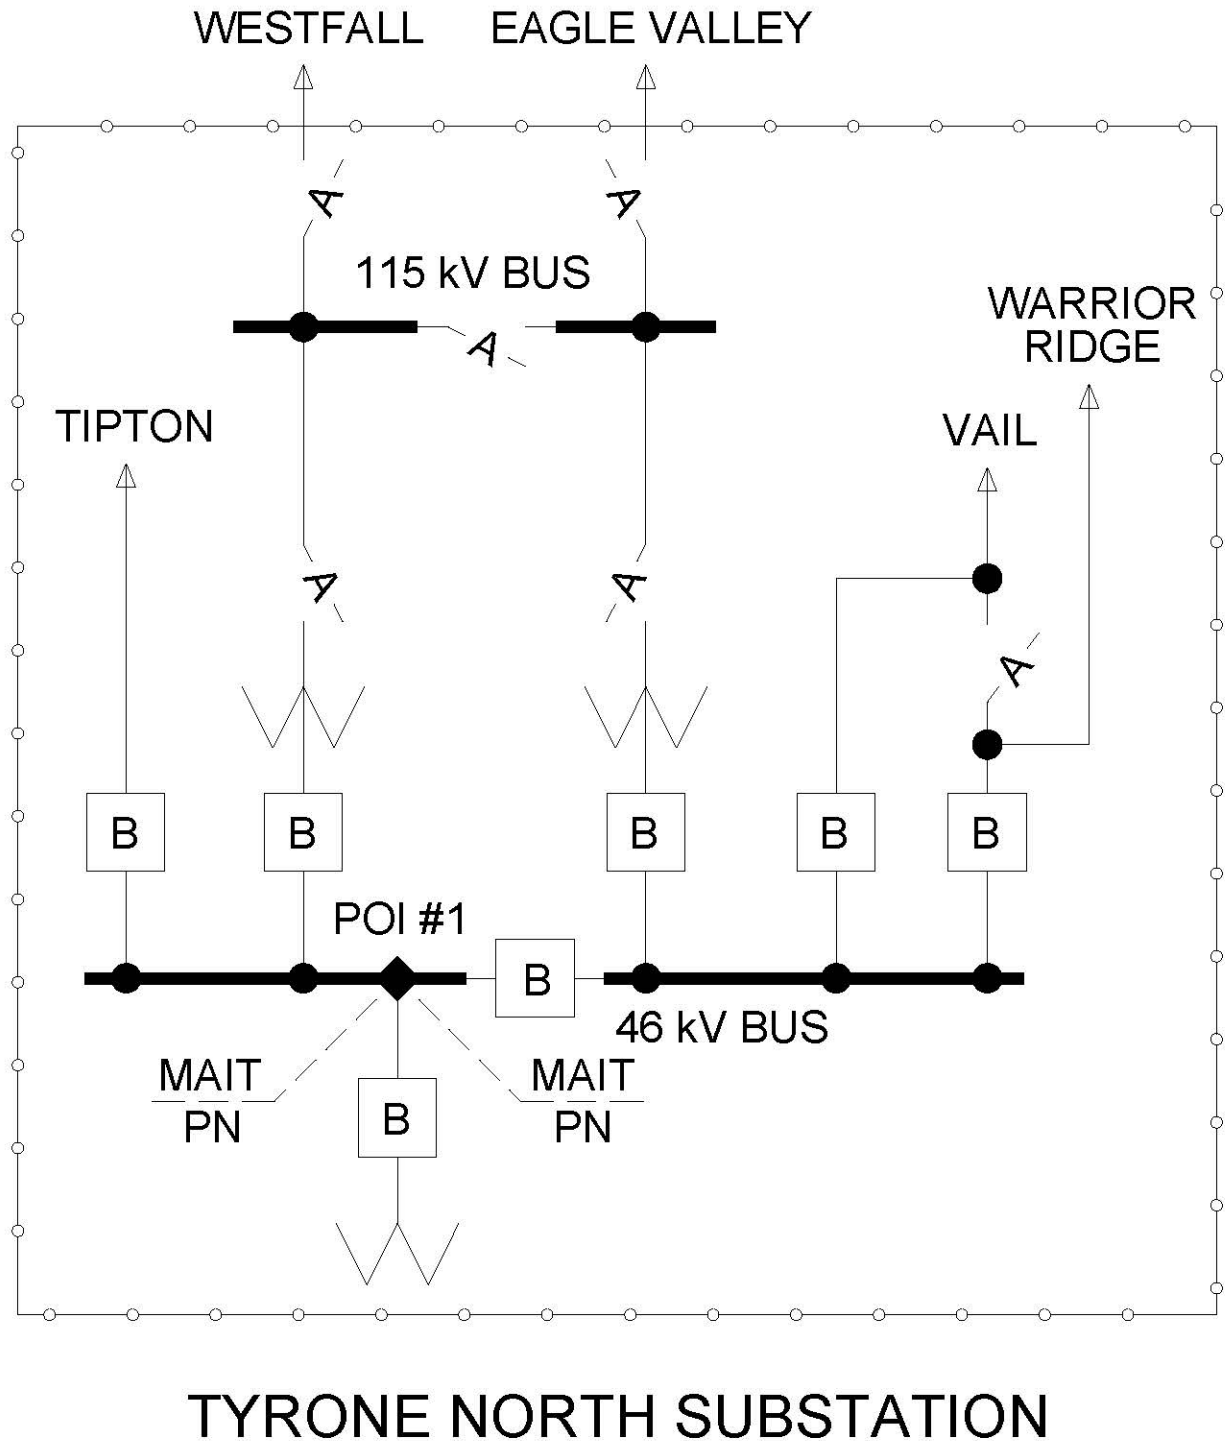 WESTFALL
EAGLE VALLEY
A
A
115 kV BUS
A
WARRIOR
RIDGE
TIPTON
VAIL
A
A
A
B
B
B
B
B
POI #1
B
46 kV BUS
MAIT
PN
MAIT
PN
B
TYRONE NORTH SUBSTATION